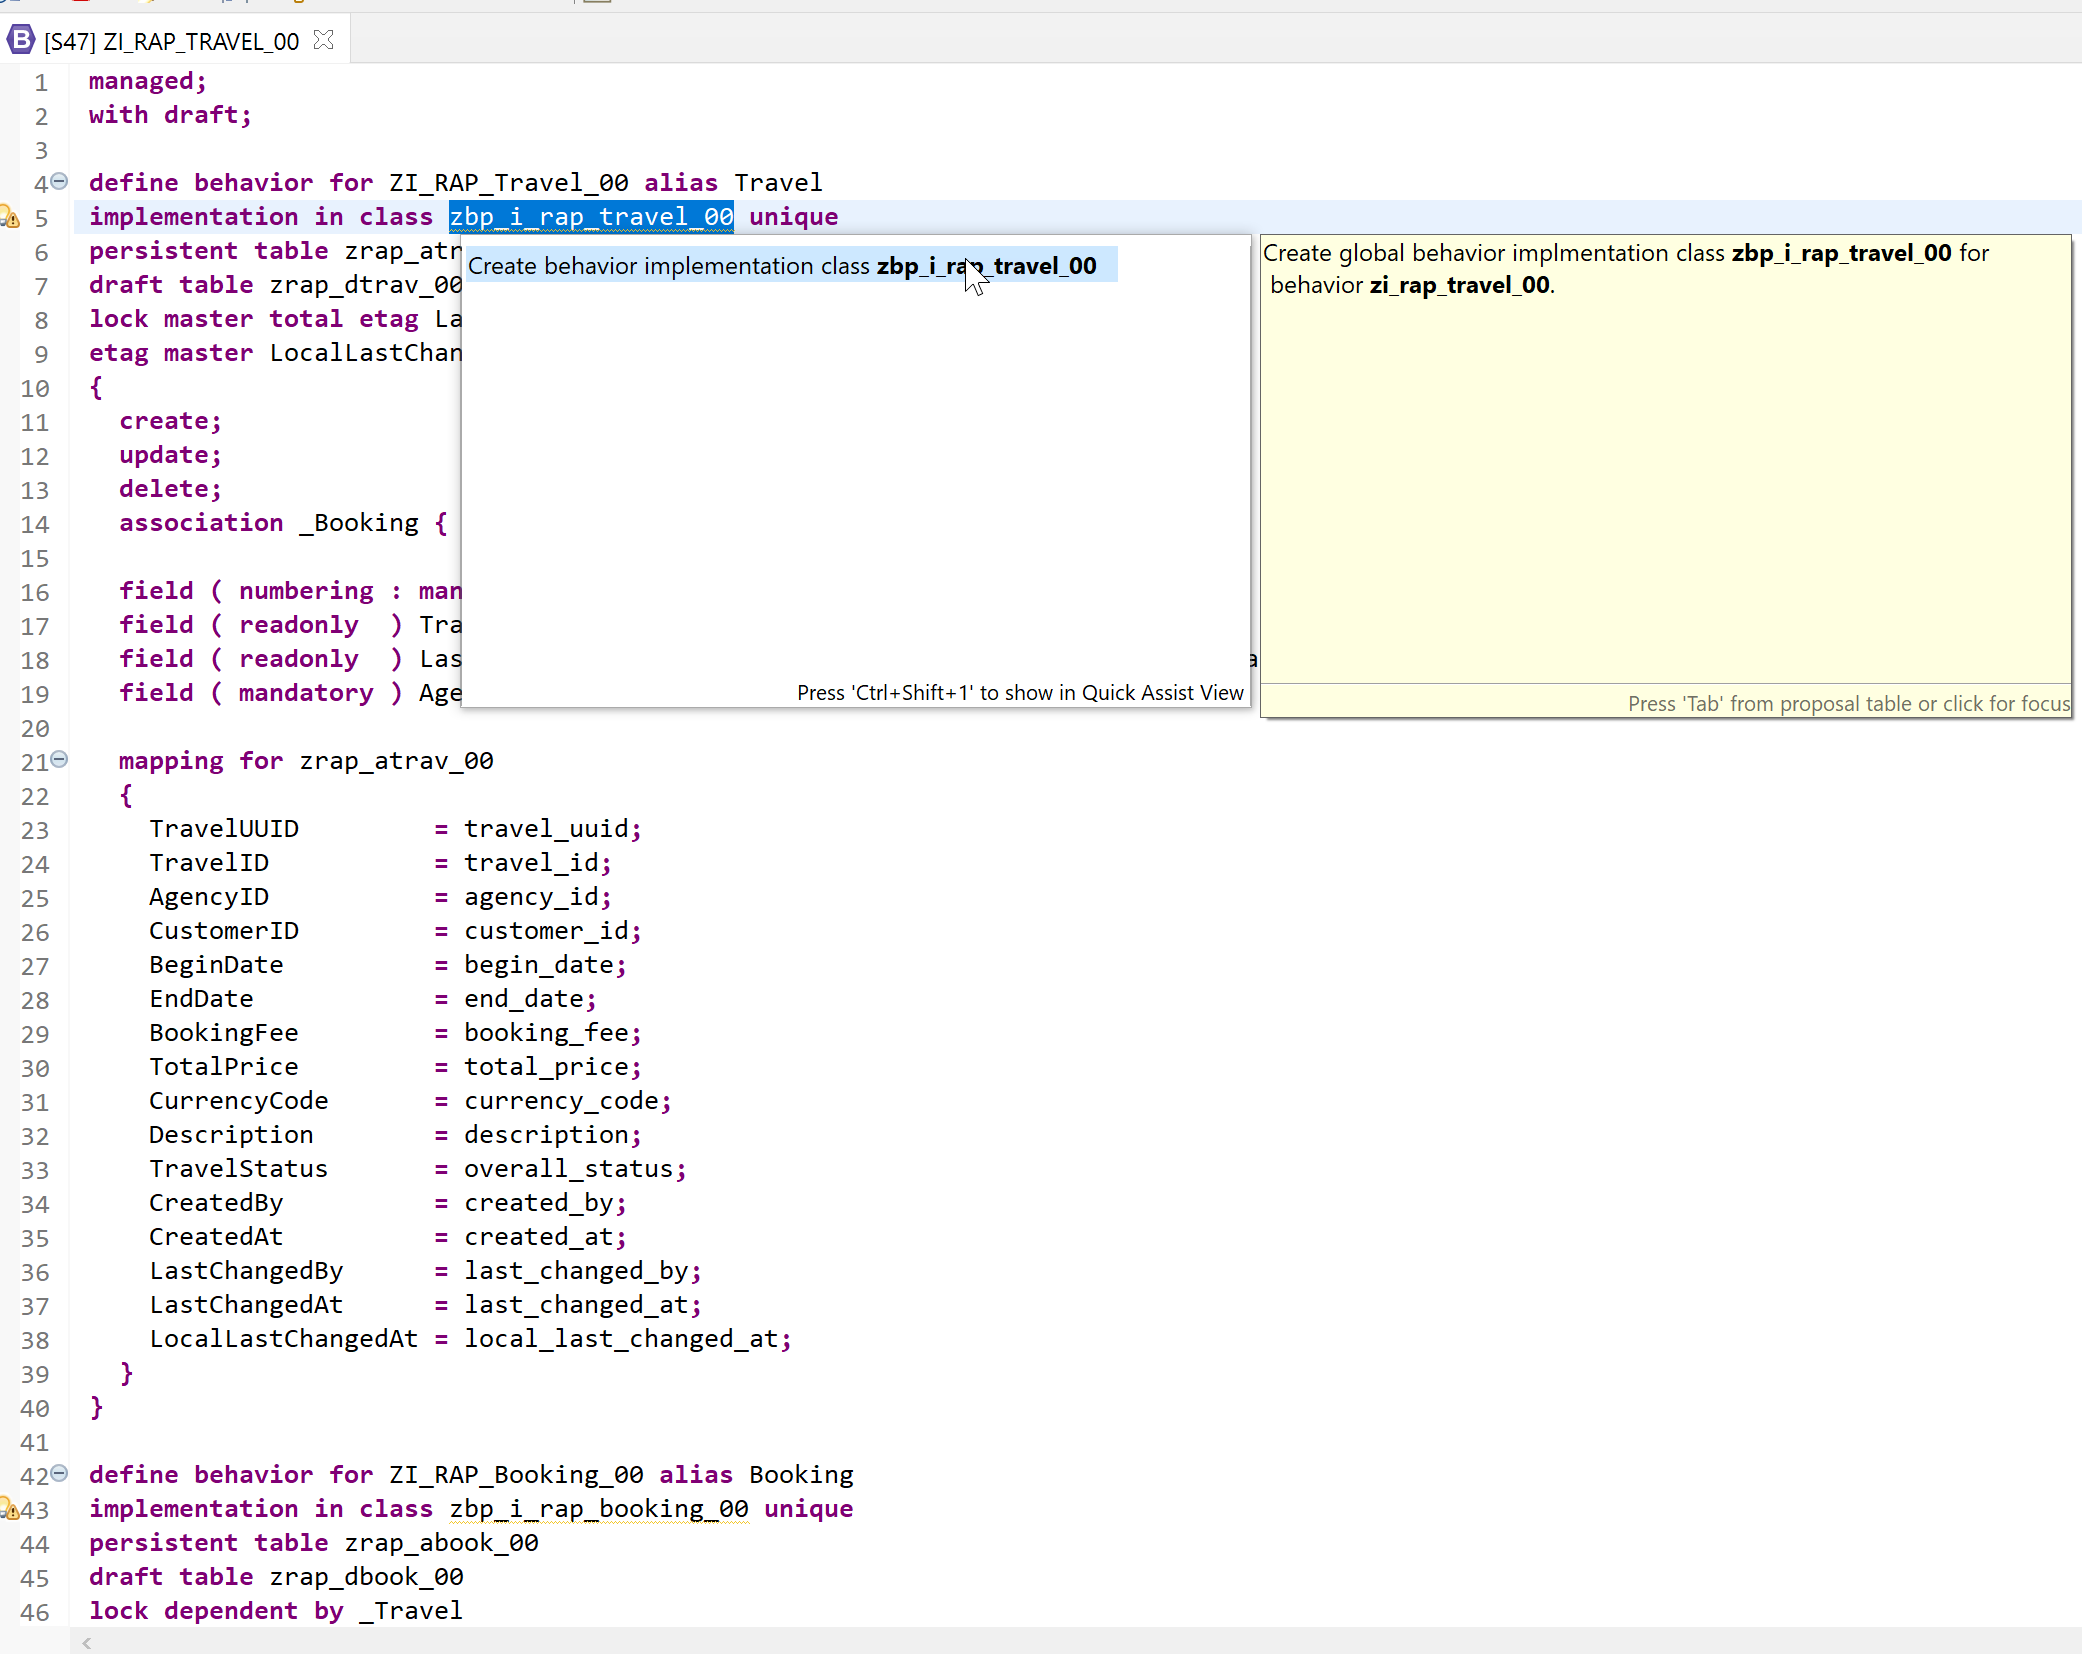 [S47] ZI_RAP_TRAVEL_00
1 managed;
2 with draft;
3
4 define behavior for ZI_RAP_Travel_00 alias Travel
5 implementation in class zbp_i_rap_travel_00 unique
6 persistent table zrap_atr
7 draft table zrap_dtrav_00
8 lock master total etag La
9 etag master LocalLastChan
10 {
11 create;
12 update;
13 delete;
14 association _Booking {
15
16 field ( numbering : man
17 field ( readonly ) Tra
18 field ( readonly ) Las a
19 field ( mandatory ) Age
Create behavior implementation class zbp_i_rap_travel_00
Press 'Ctrl+Shift+1' to show in Quick Assist View
Create global behavior implmentation class zbp_i_rap_travel_00 for
behavior zi_rap_travel_00.
Press 'Tab' from proposal table or click for focus
20
21 mapping for zrap_atrav_00
22 {
23 TravelUUID = travel_uuid;
24 TravelID = travel_id;
25 AgencyID = agency_id;
26 CustomerID = customer_id;
27 BeginDate = begin_date;
28 EndDate = end_date;
29 BookingFee = booking_fee;
30 TotalPrice = total_price;
31 CurrencyCode = currency_code;
32 Description = description;
33 TravelStatus = overall_status;
34 CreatedBy = created_by;
35 CreatedAt = created_at;
36 LastChangedBy = last_changed_by;
37 LastChangedAt = last_changed_at;
38 LocalLastChangedAt = local_last_changed_at;
39 }
40 }
41
42 define behavior for ZI_RAP_Booking_00 alias Booking
43 implementation in class zbp_i_rap_booking_00 unique
44 persistent table zrap_abook_00
45 draft table zrap_dbook_00
46 lock dependent by _Travel